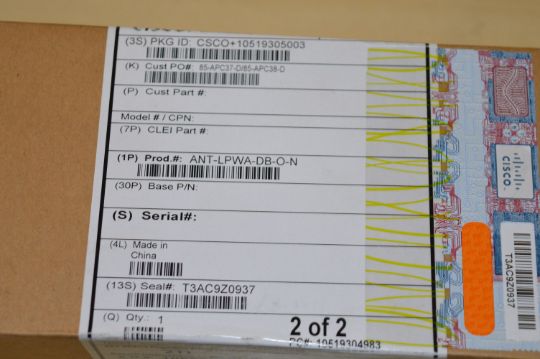 (3S) PKG ID: CSCO+10519305003
(K) Cust PO#: 85-APC37-D/85-APC38-D
(P) Cust Part #:
Model # / CPN:
(7P) CLEI Part #:
(1P) Prod.#: ANT-LPWA-DB-O-N
(30P) Base P/N:
(S) Serial#:
(4L) Made in
China
(13S) Seal#: T3AC9Z0937
(Q) Qty.: 1
2 of 2
PC#: 10519304983
CISCO.
T3AC9Z0937